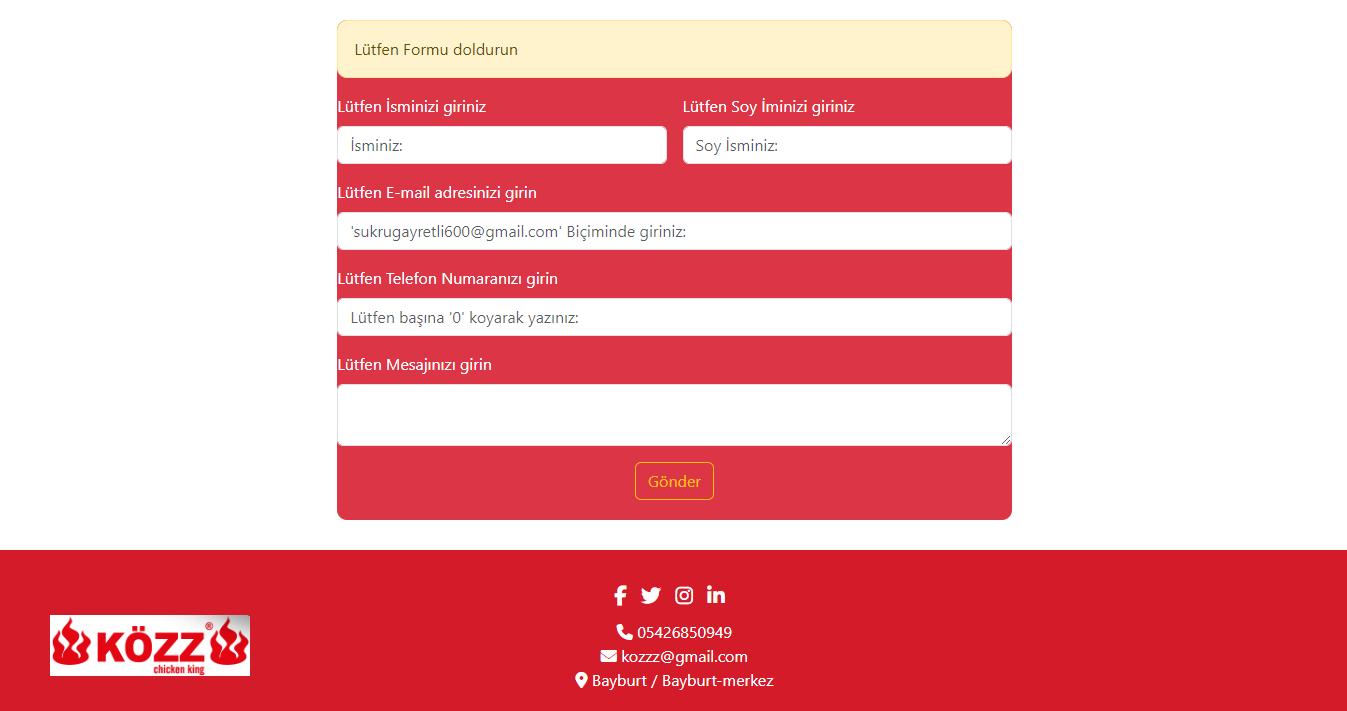 Lütfen Formu doldurun
Lütfen İsminizi giriniz
Lütfen Soy İminizi giriniz
İsminiz:
Soy İsminiz:
Lütfen E-mail adresinizi girin
'sukrugayretli600@gmail.com' Biçiminde giriniz:
Lütfen Telefon Numaranızı girin
Lütfen başına '0' koyarak yazınız:
Lütfen Mesajınızı girin
Gönder
KÖZZ®
chicken king
05426850949
kozzz@gmail.com
Bayburt / Bayburt-merkez